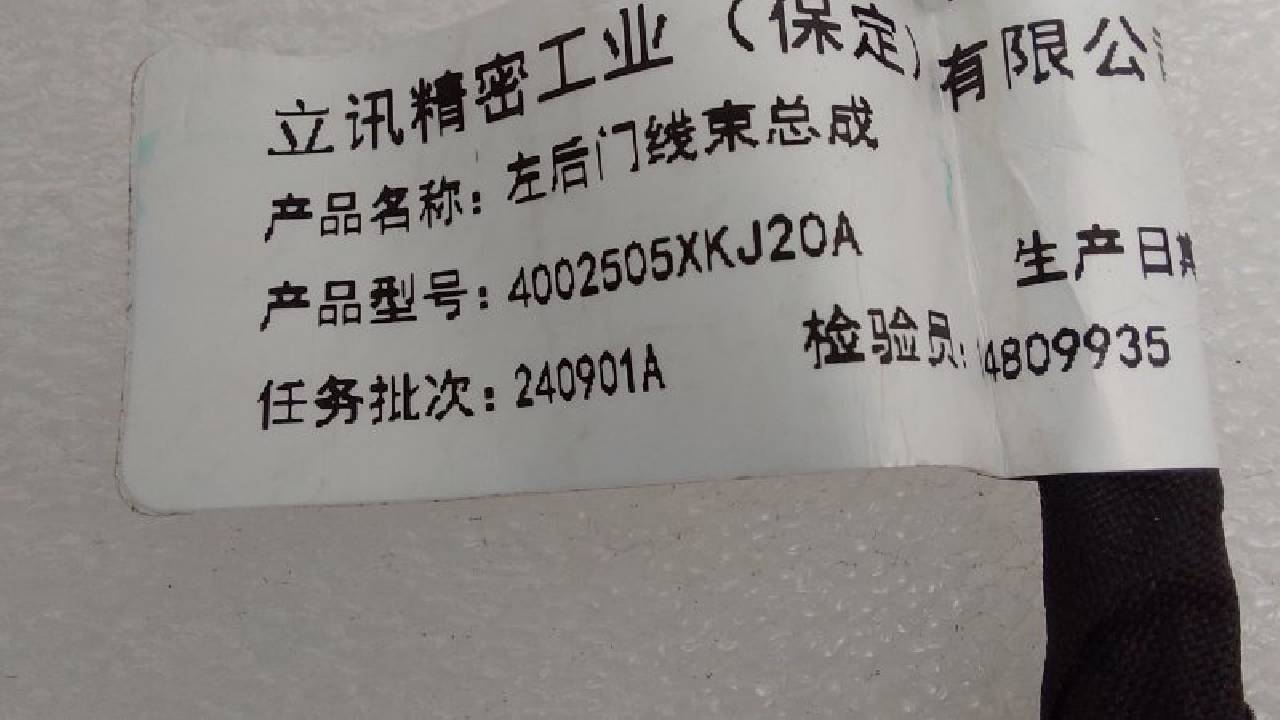 立讯精密工业（保定）有限公
产品名称：左后门线束总成
产品型号：4002505XKJ20A 生产日期
任务批次：240901A 检验员：4809935